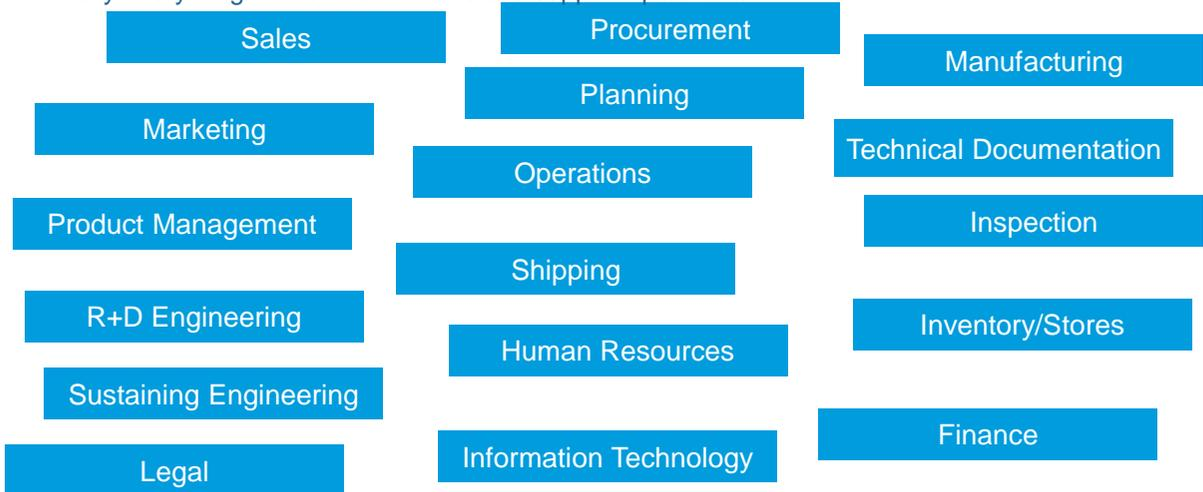 Sales
Marketing
Product Management
R+D Engineering
Sustaining Engineering
Legal
Procurement
Planning
Operations
Shipping
Human Resources
Information Technology
Manufacturing
Technical Documentation
Inspection
Inventory/Stores
Finance